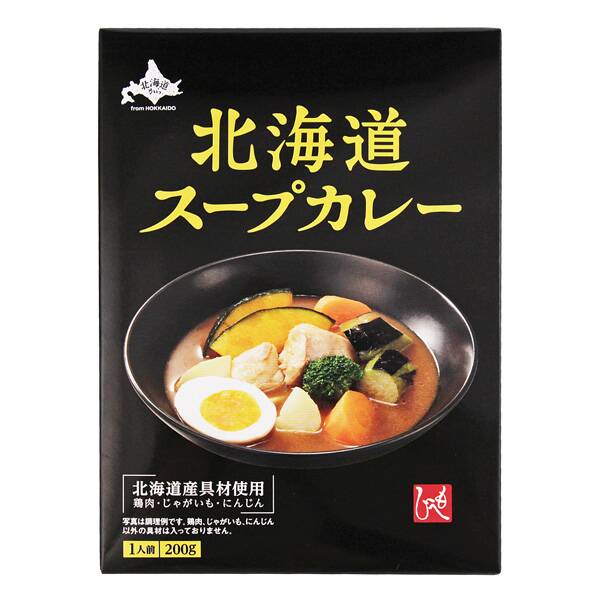 北海道
from HOKKAIDO
北海道
スープカレー
北海道産具材使用
鶏肉・じゃがいも・にんじん
写真は調理例です。鶏肉、じゃがいも、にんじん
以外の具材は入っておりません。
1人前 200g
もへじ